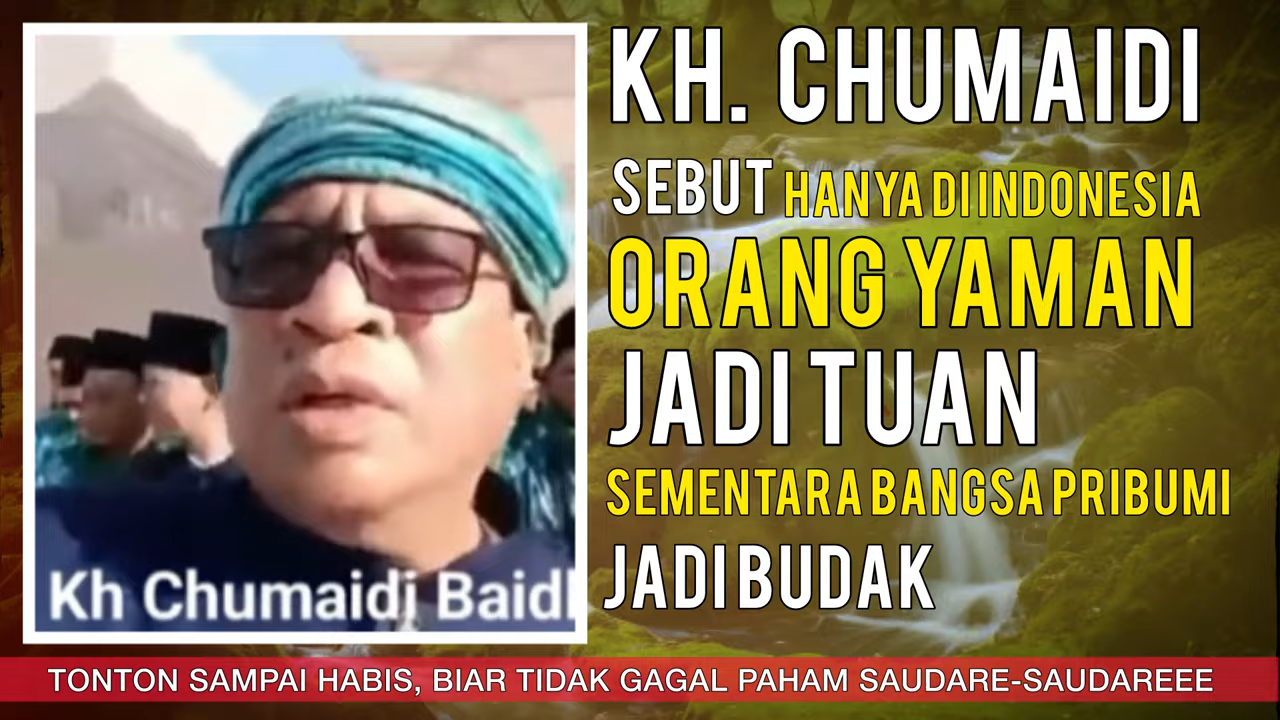 KH. CHUMAIDI
SEBUT HANYA DI INDONESIA
ORANG YAMAN
JADI TUAN
SEMENTARA BANGSA PRIBUMI
JADI BUDAK
Kh Chumaidi Baid
TONTON SAMPAI HABIS, BIAR TIDAK GAGAL PAHAM SAUDARE-SAUDAREEE